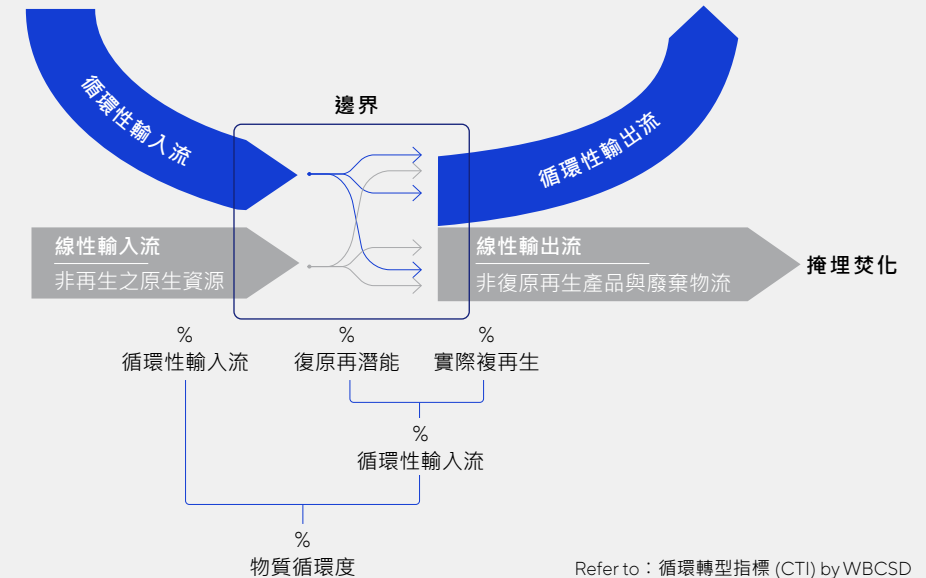 循環性輸入流
邊界
循環性輸出流
線性輸入流
非再生之原生資源
線性輸出流
非復原再生產品與廢棄物流
掩埋焚化
%
循環性輸入流
%
復原再潛能
%
實際複再生
%
循環性輸入流
%
物質循環度
Refer to：循環轉型指標 (CTI) by WBCSD